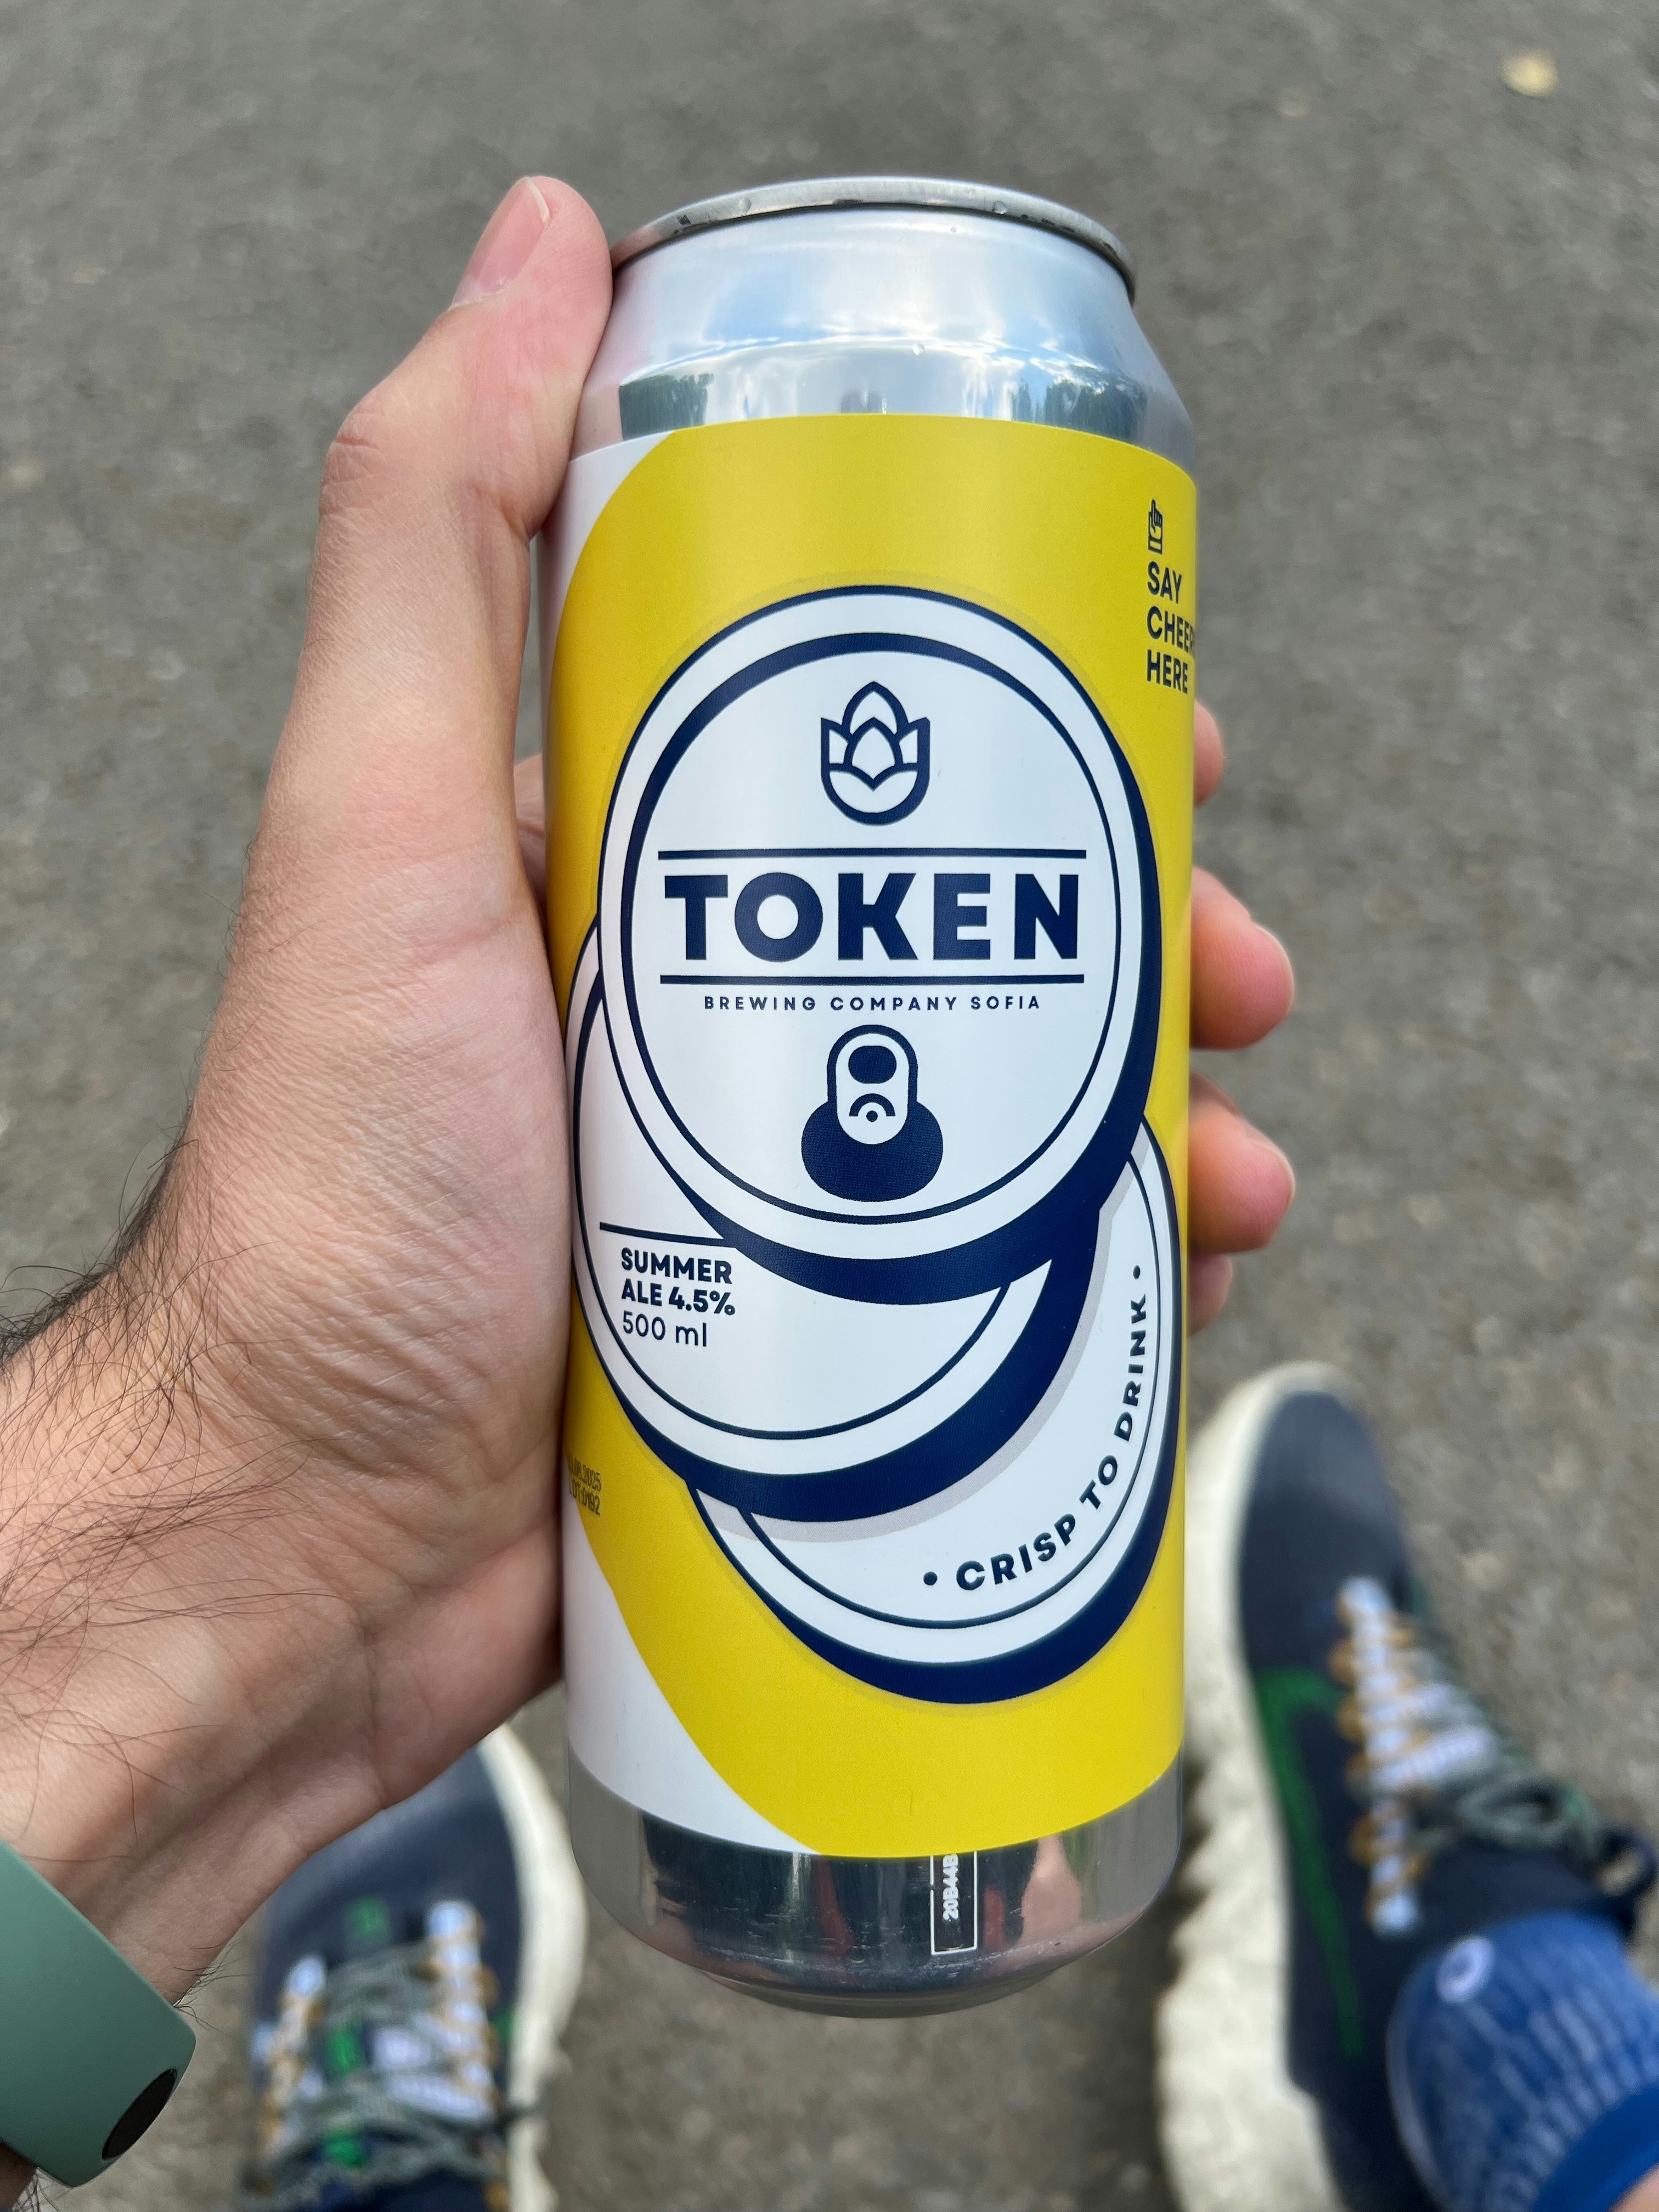 SAY
HERE
TOKEN
BREWING COMPANY SOFIA
SUMMER
ALE 4.5%
500 ml
• CRISP TO DRINK •